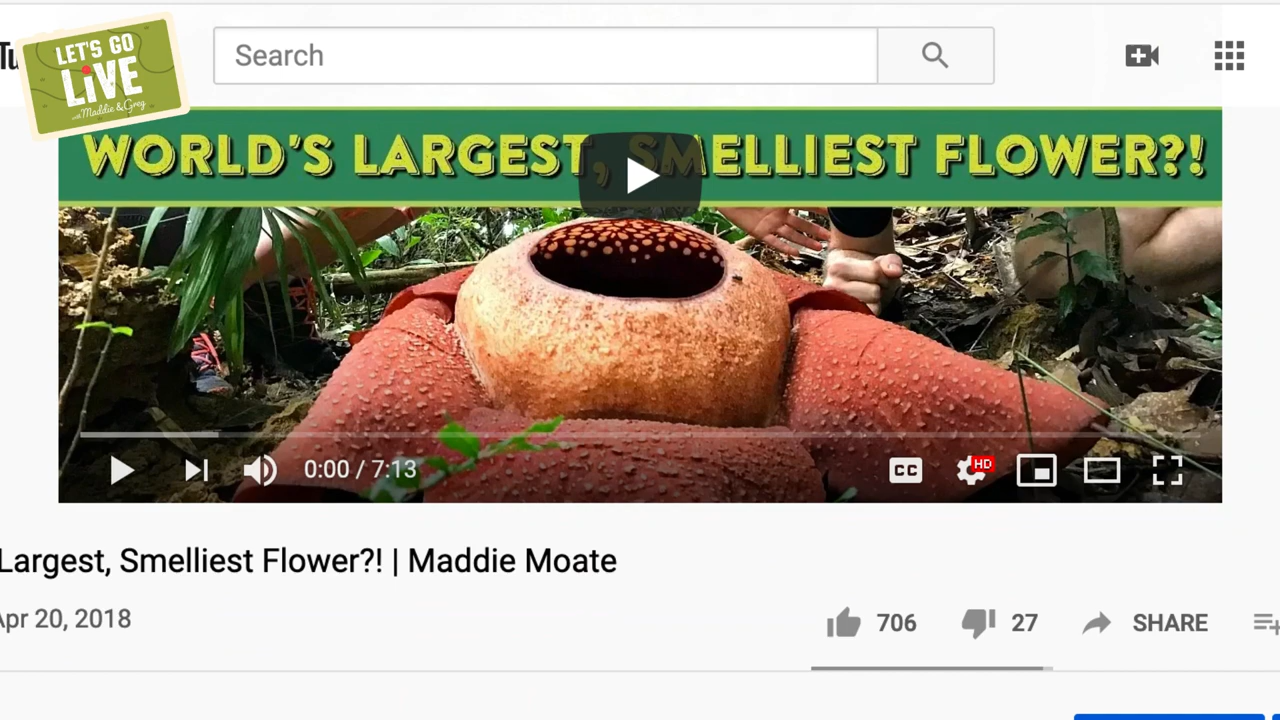 Tu
LET'S GO
LiVE
with Maddie & Greg
Search
WORLD'S LARGEST, SMELLIEST FLOWER?!
0:00 / 7:13
CC
HD
Largest, Smelliest Flower?! | Maddie Moate
Apr 20, 2018
706
27
SHARE